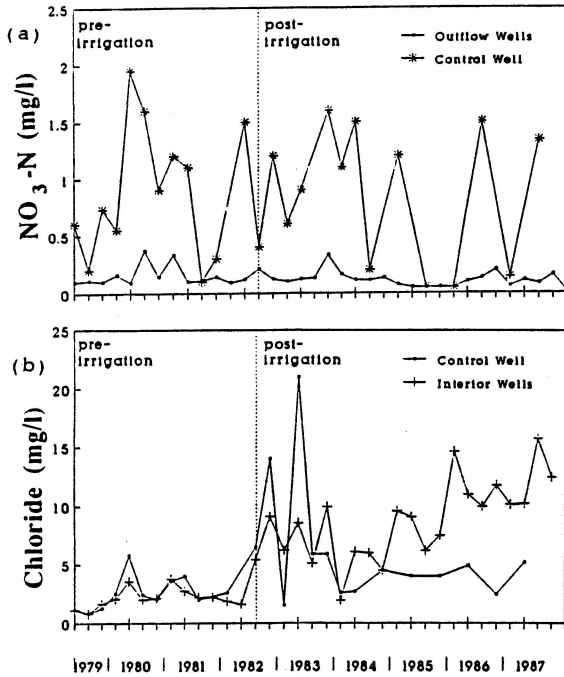 (a)
pre-
irrigation
post-
irrigation
Outflow Wells
Control Well
NO3-N (mg/l)
2.5
2
1.5
1
0.5
0
(b)
pre-
irrigation
post-
irrigation
Control Well
Interior Wells
Chloride (mg/l)
25
20
15
10
5
0
|1979 | 1980 | 1981 | 1982 | 1983 | 1984 | 1985 | 1986 | 1987